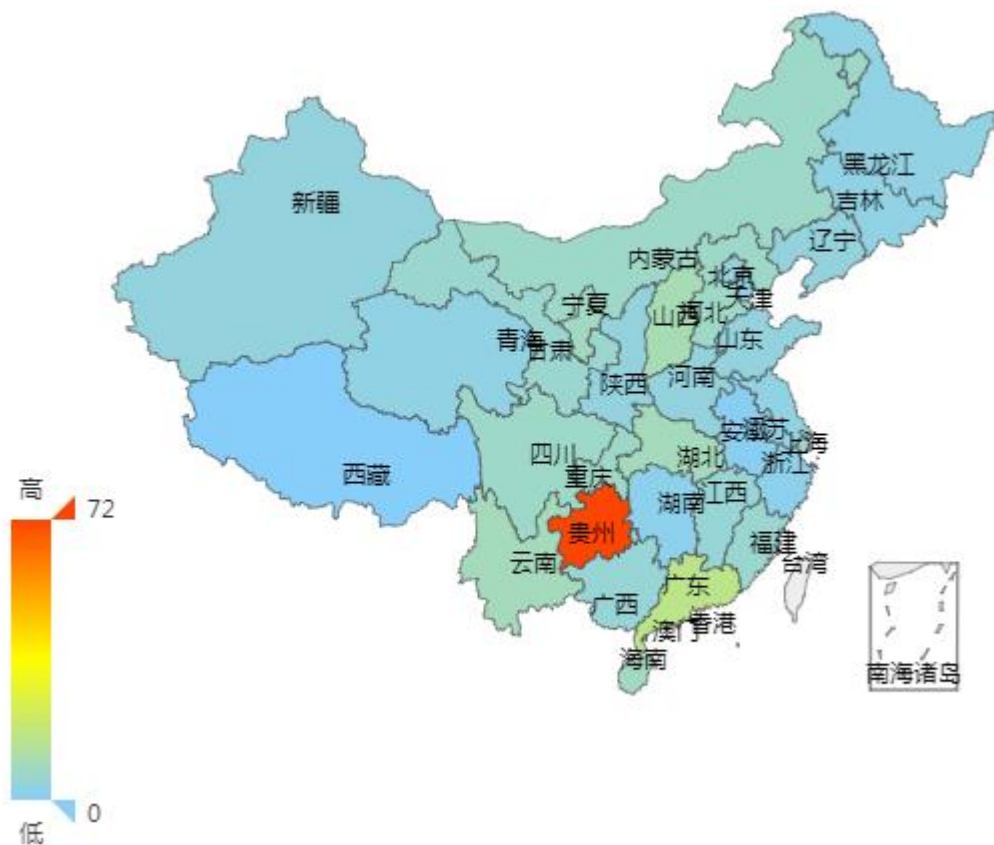 黑龙江
吉林
新疆
辽宁
内蒙古
北京
天津
宁夏
山西
河北
青海
甘肃
山东
陕西
河南
安徽
江苏
上海
四川
湖北
浙江
重庆
西藏
江西
湖南
高
72
贵州
福建
云南
台湾
广东
广西
香港
澳门
海南
南海诸岛
0
低